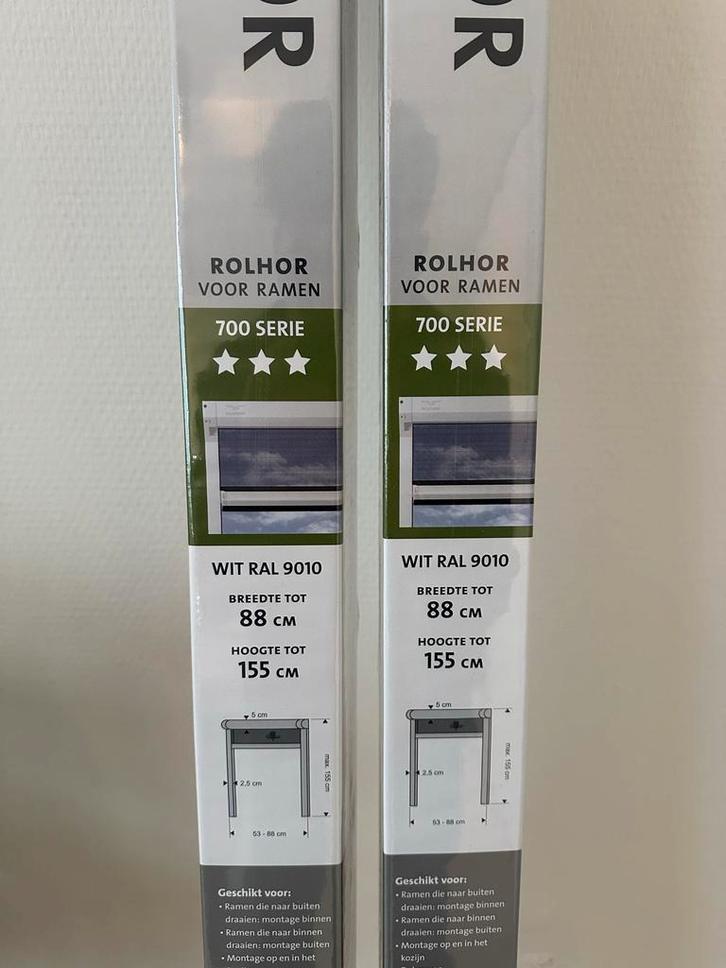 OR
ROLHOR
VOOR RAMEN
700 SERIE
WIT RAL 9010
BREEDTE TOT
88 CM
HOOGTE TOT
155 CM
5 cm
max. 155 cm
2,5 cm
53 - 88 cm
Geschikt voor:
• Ramen die naar buiten
draaien: montage binnen
• Ramen die naar binnen
draaien: montage buiten
• Montage op en in het
OR
ROLHOR
VOOR RAMEN
700 SERIE
WIT RAL 9010
BREEDTE TOT
88 CM
HOOGTE TOT
155 CM
5 cm
max. 155 cm
2,5 cm
53 - 88 cm
Geschikt voor:
• Ramen die naar buiten
draaien: montage binnen
• Ramen die naar binnen
draaien: montage buiten
• Montage op en in het
kozijn